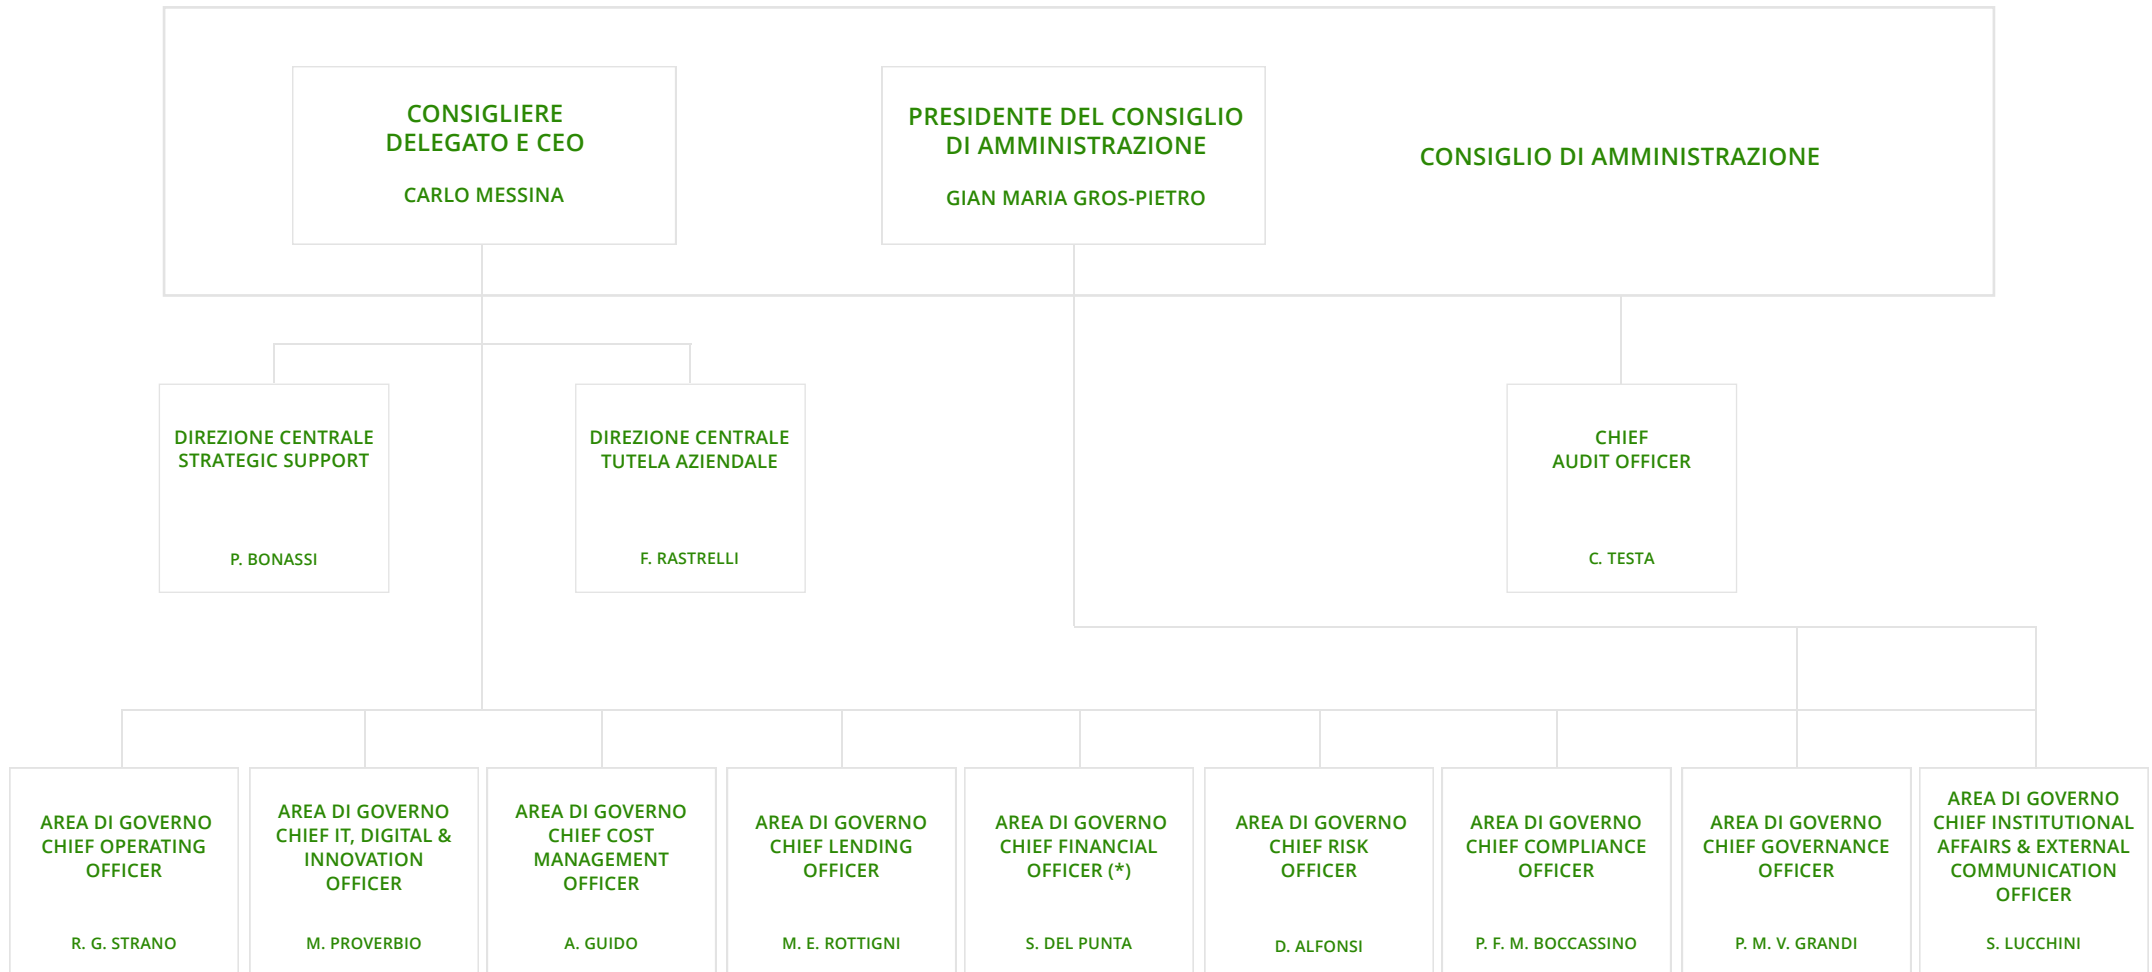 CONSIGLIERE
DELEGATO E CEO
CARLO MESSINA
PRESIDENTE DEL CONSIGLIO
DI AMMINISTRAZIONE
GIAN MARIA GROS-PIETRO
CONSIGLIO DI AMMINISTRAZIONE
DIREZIONE CENTRALE
STRATEGIC SUPPORT
P. BONASSI
DIREZIONE CENTRALE
TUTELA AZIENDALE
F. RASTRELLI
CHIEF
AUDIT OFFICER
C. TESTA
AREA DI GOVERNO
CHIEF OPERATING
OFFICER
R. G. STRANO
AREA DI GOVERNO
CHIEF IT, DIGITAL &
INNOVATION
OFFICER
M. PROVERBIO
AREA DI GOVERNO
CHIEF COST
MANAGEMENT
OFFICER
A. GUIDO
AREA DI GOVERNO
CHIEF LENDING
OFFICER
M. E. ROTTIGNI
AREA DI GOVERNO
CHIEF FINANCIAL
OFFICER (*)
S. DEL PUNTA
AREA DI GOVERNO
CHIEF RISK
OFFICER
D. ALFONSI
AREA DI GOVERNO
CHIEF COMPLIANCE
OFFICER
P. F. M. BOCCASSINO
AREA DI GOVERNO
CHIEF GOVERNANCE
OFFICER
P. M. V. GRANDI
AREA DI GOVERNO
CHIEF INSTITUTIONAL
AFFAIRS & EXTERNAL
COMMUNICATION
OFFICER
S. LUCCHINI